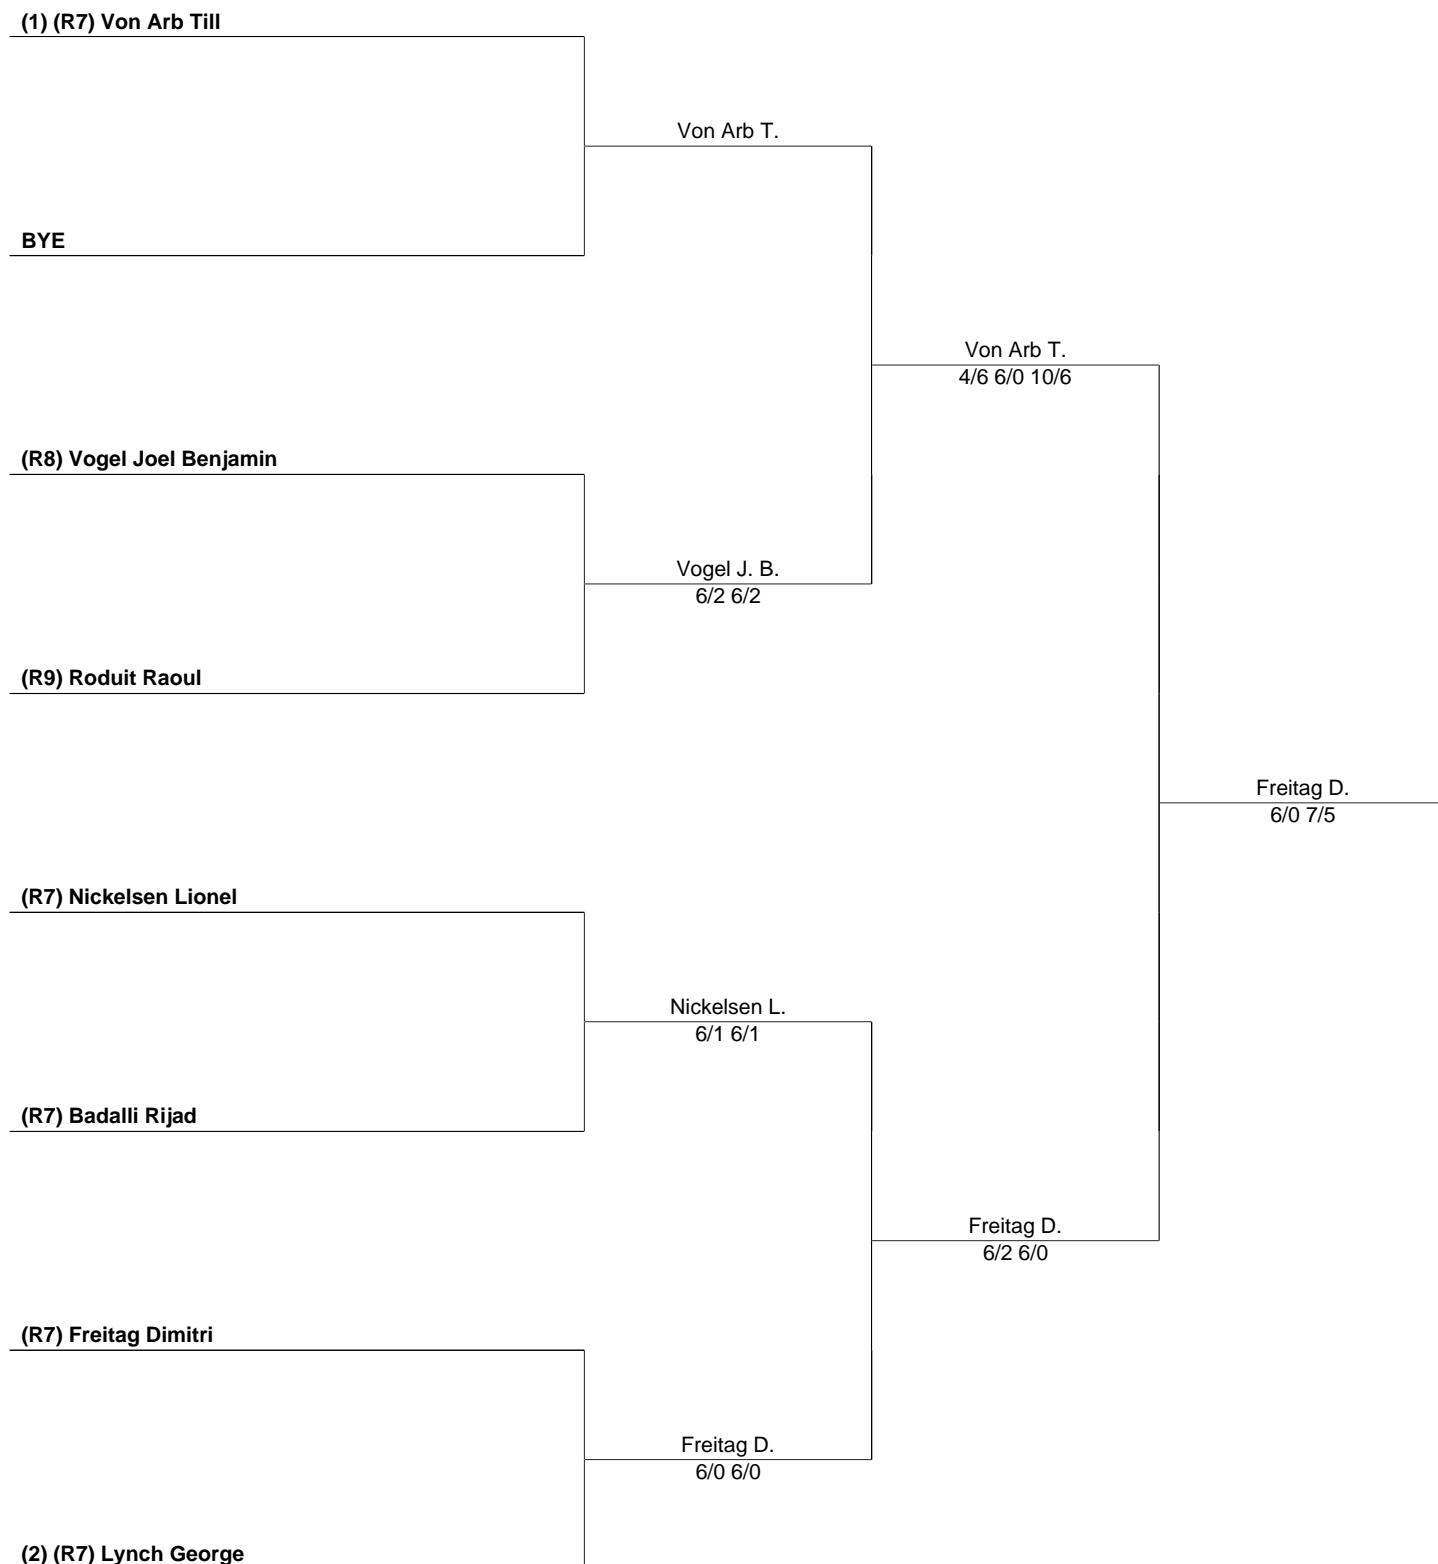 (1) (R7) Von Arb Till
Von Arb T.
BYE
Von Arb T.
4/6 6/0 10/6
(R8) Vogel Joel Benjamin
Vogel J. B.
6/2 6/2
(R9) Roduit Raoul
Freitag D.
6/0 7/5
(R7) Nickelsen Lionel
Nickelsen L.
6/1 6/1
(R7) Badalli Rijad
Freitag D.
6/2 6/0
(R7) Freitag Dimitri
Freitag D.
6/0 6/0
(2) (R7) Lynch George